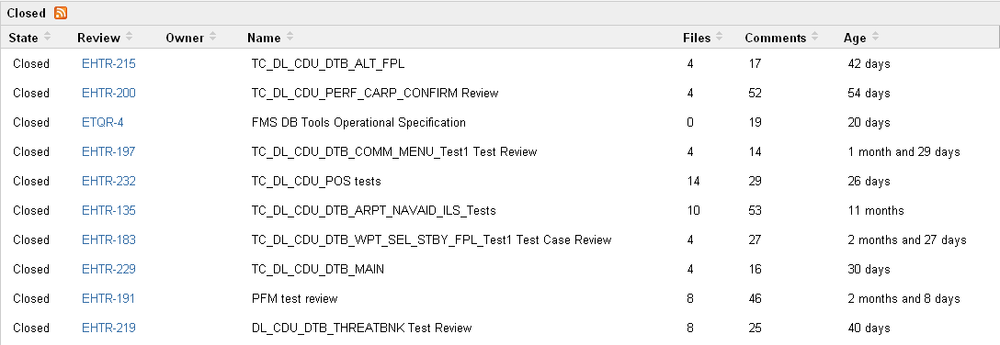 Closed
State Review Owner Name Files Comments Age
Closed EHTR-215 TC_DL_CDU_DTB_ALT_FPL 4 17 42 days
Closed EHTR-200 TC_DL_CDU_PERF_CARP_CONFIRM Review 4 52 54 days
Closed ETQR-4 FMS DB Tools Operational Specification 0 19 20 days
Closed EHTR-197 TC_DL_CDU_DTB_COMM_MENU_Test1 Test Review 4 14 1 month and 29 days
Closed EHTR-232 TC_DL_CDU_POS tests 14 29 26 days
Closed EHTR-135 TC_DL_CDU_DTB_ARPT_NAVAID_ILS_Tests 10 53 11 months
Closed EHTR-183 TC_DL_CDU_DTB_WPT_SEL_STBY_FPL_Test1 Test Case Review 4 27 2 months and 27 days
Closed EHTR-229 TC_DL_CDU_DTB_MAIN 4 16 30 days
Closed EHTR-191 PFM test review 8 46 2 months and 8 days
Closed EHTR-219 DL_CDU_DTB_THREATBNK Test Review 8 25 40 days